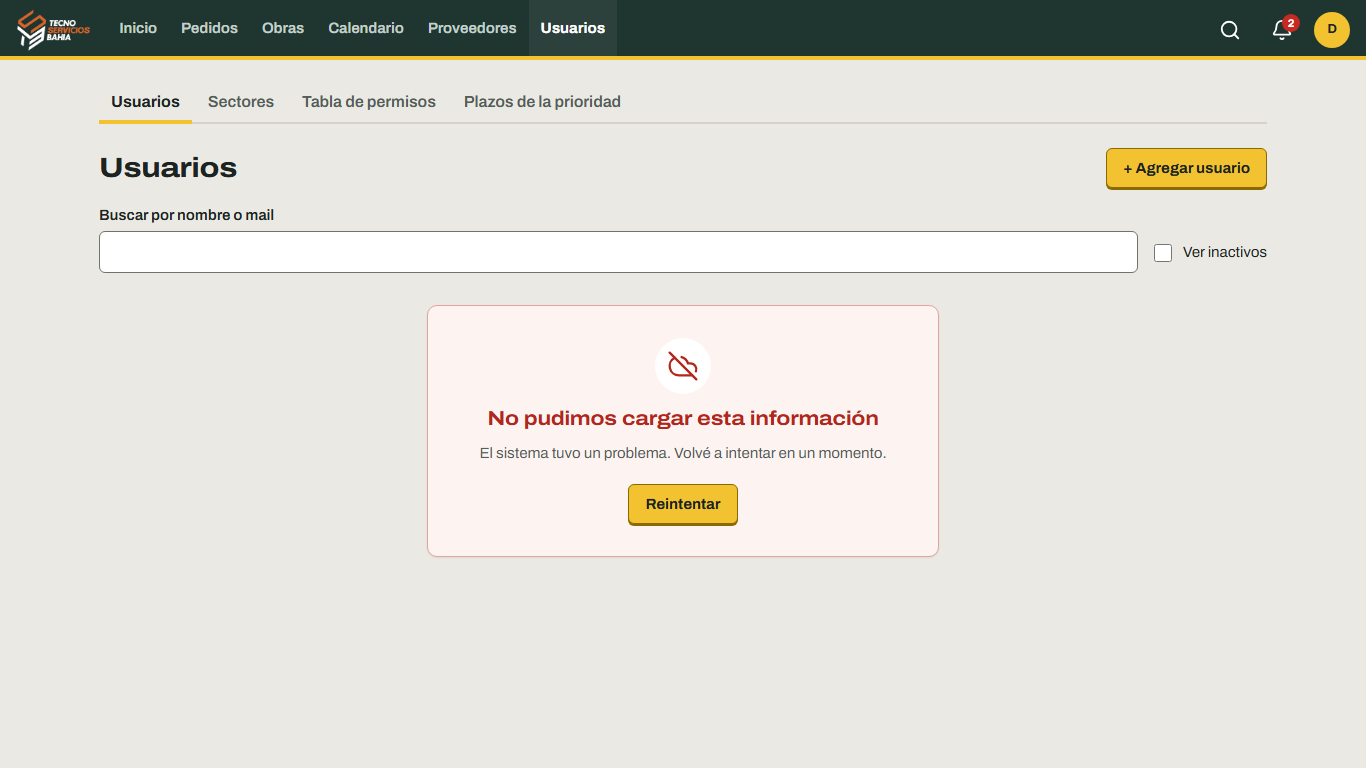 TECNO
SERVICIOS
BAHIA
Inicio Pedidos Obras Calendario Proveedores Usuarios
2
D
Usuarios Sectores Tabla de permisos Plazos de la prioridad
Usuarios
+ Agregar usuario
Buscar por nombre o mail
Ver inactivos
No pudimos cargar esta información
El sistema tuvo un problema. Volvé a intentar en un momento.
Reintentar